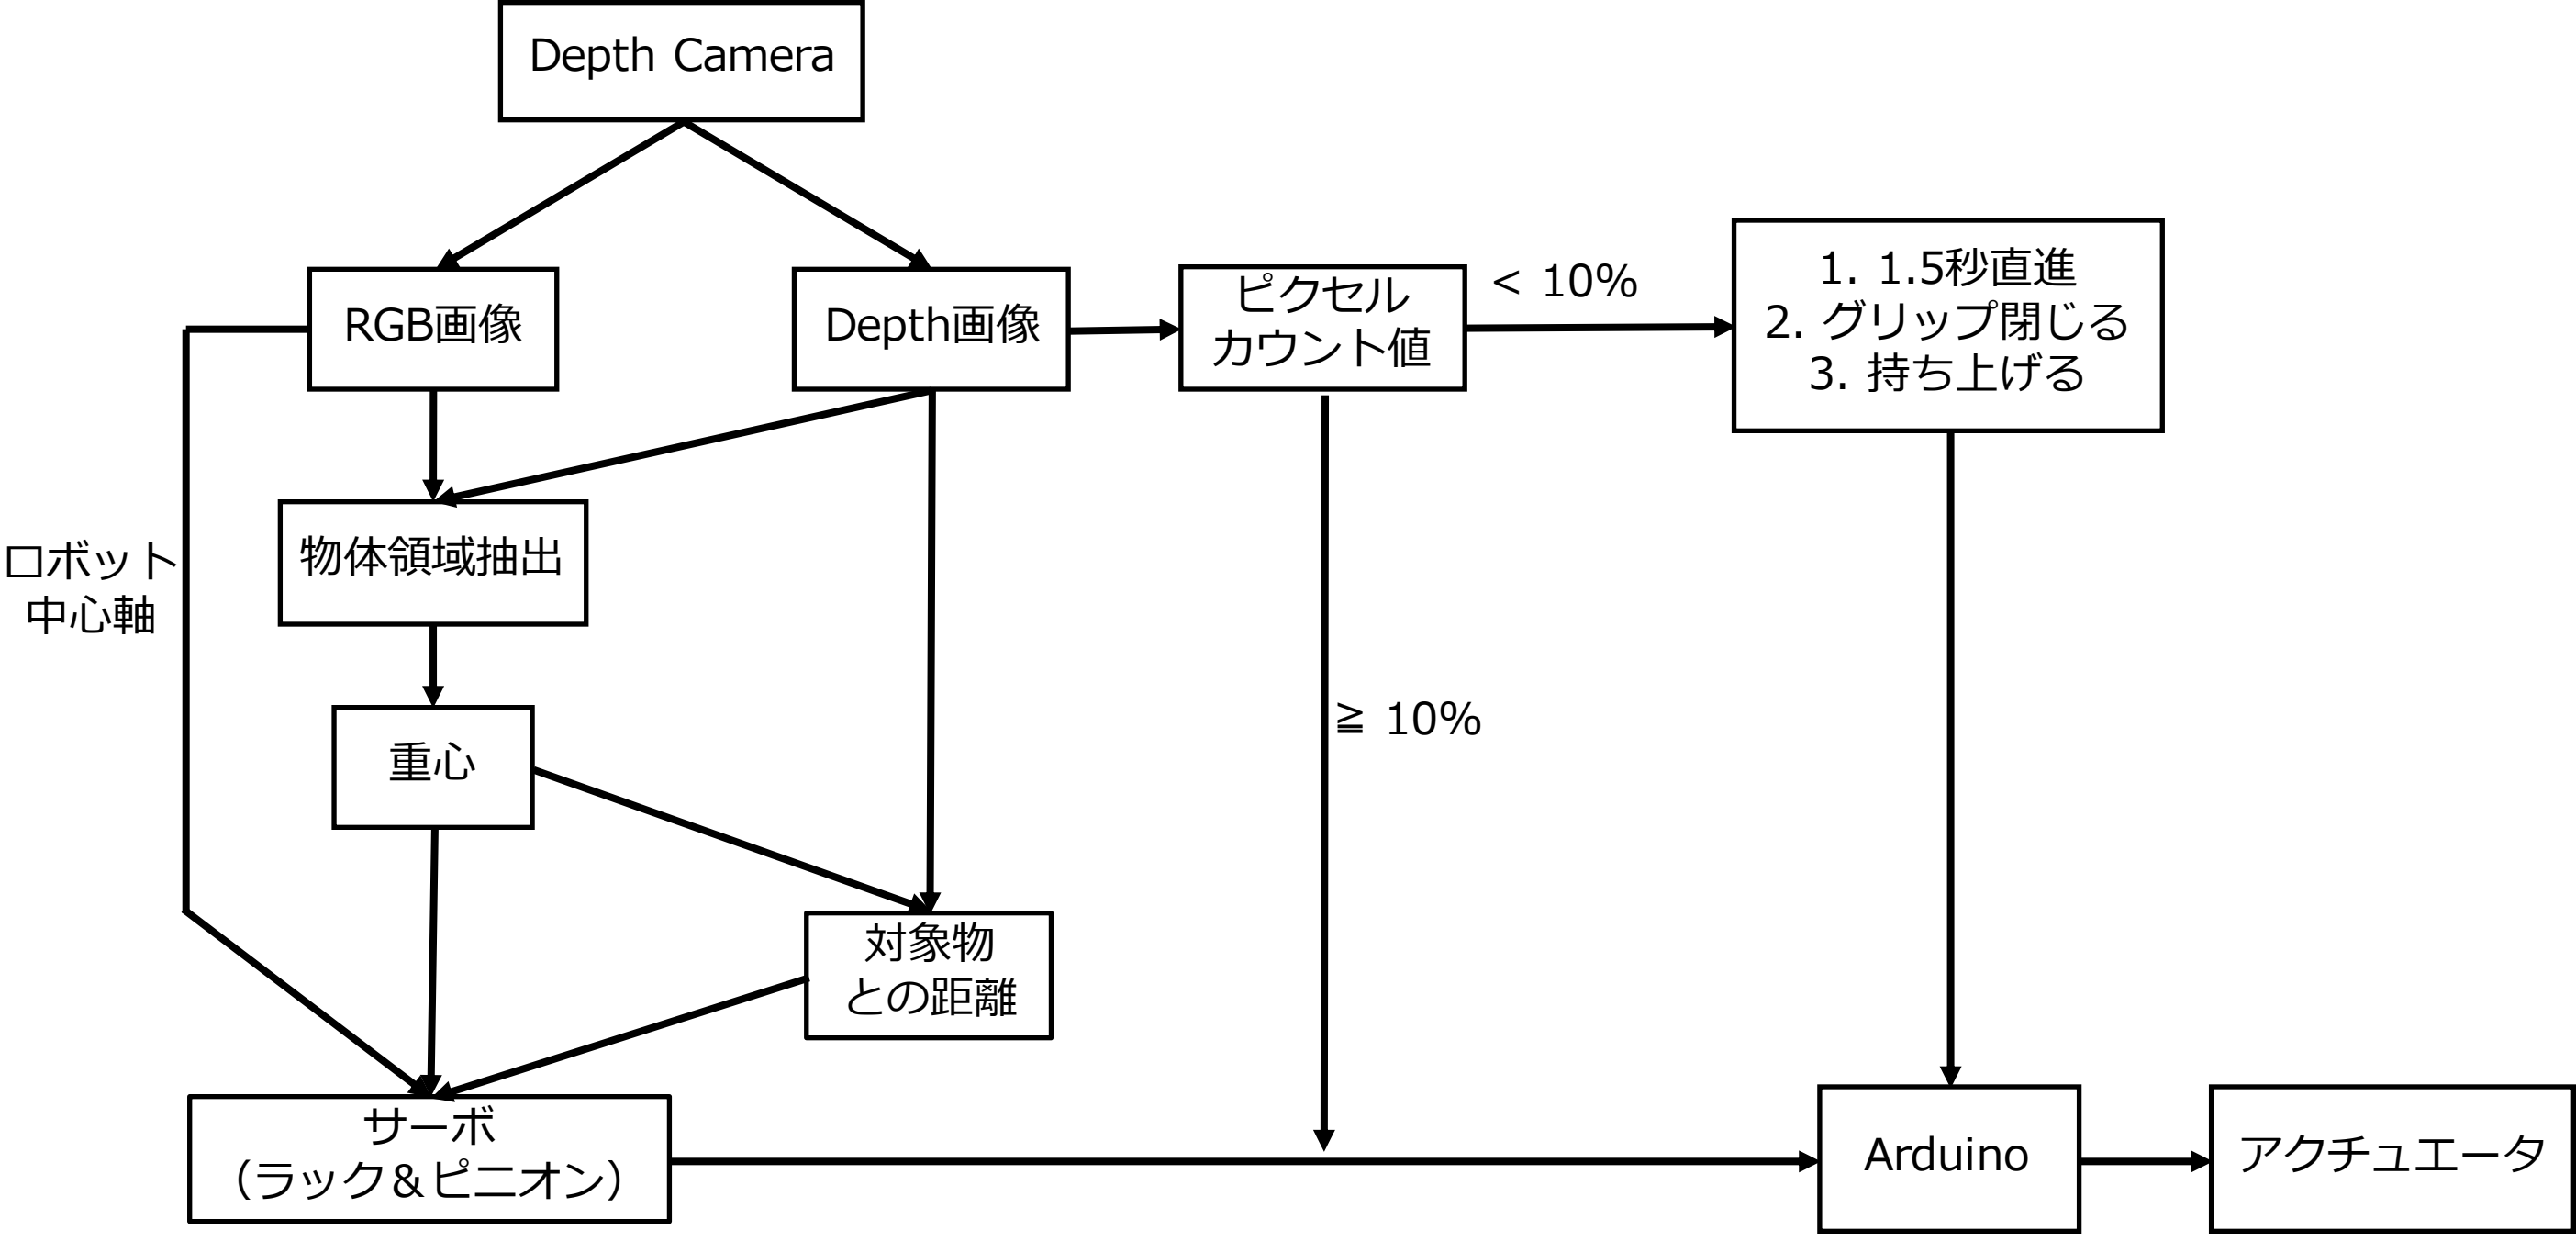 Depth Camera
RGB画像
Depth画像
ピクセル
カウント値
< 10%
1. 1.5秒直進
2. グリップ閉じる
3. 持ち上げる
物体領域抽出
ロボット
中心軸
≧ 10%
重心
対象物
との距離
サーボ
（ラック＆ピニオン）
Arduino
アクチュエータ